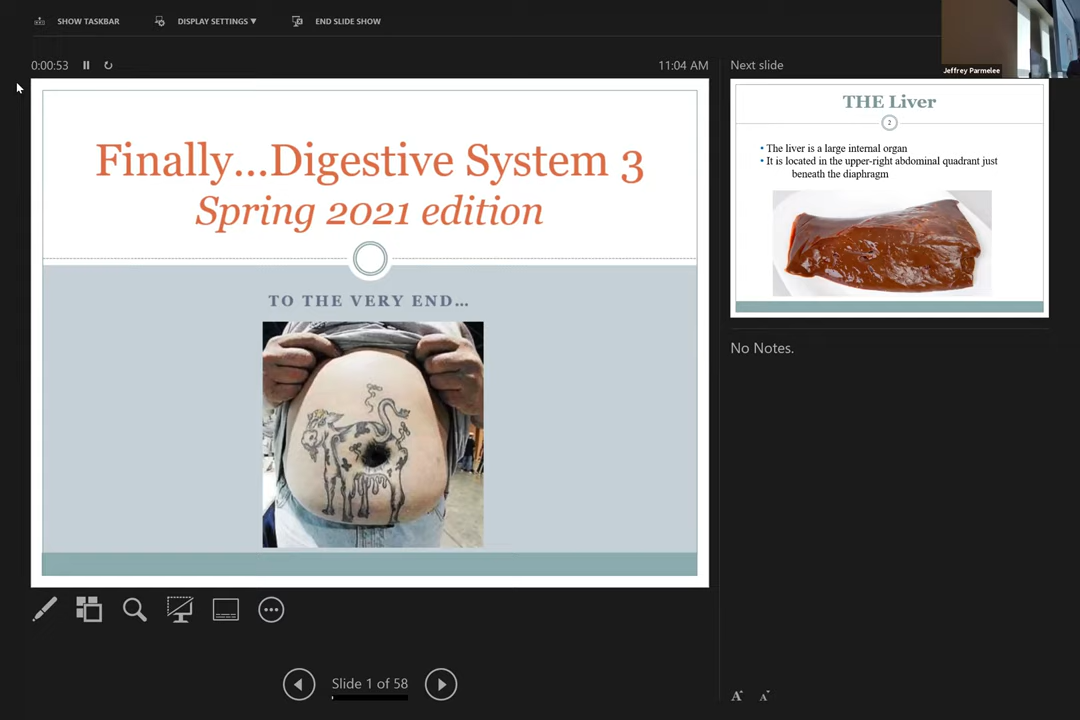 SHOW TASKBAR
DISPLAY SETTINGS ▼
END SLIDE SHOW
Jeffrey Parmelee
0:00:53
11:04 AM
Next slide
Finally...Digestive System 3
Spring 2021 edition
TO THE VERY END...
THE Liver
2
• The liver is a large internal organ
• It is located in the upper-right abdominal quadrant just
beneath the diaphragm
No Notes.
Slide 1 of 58
A A